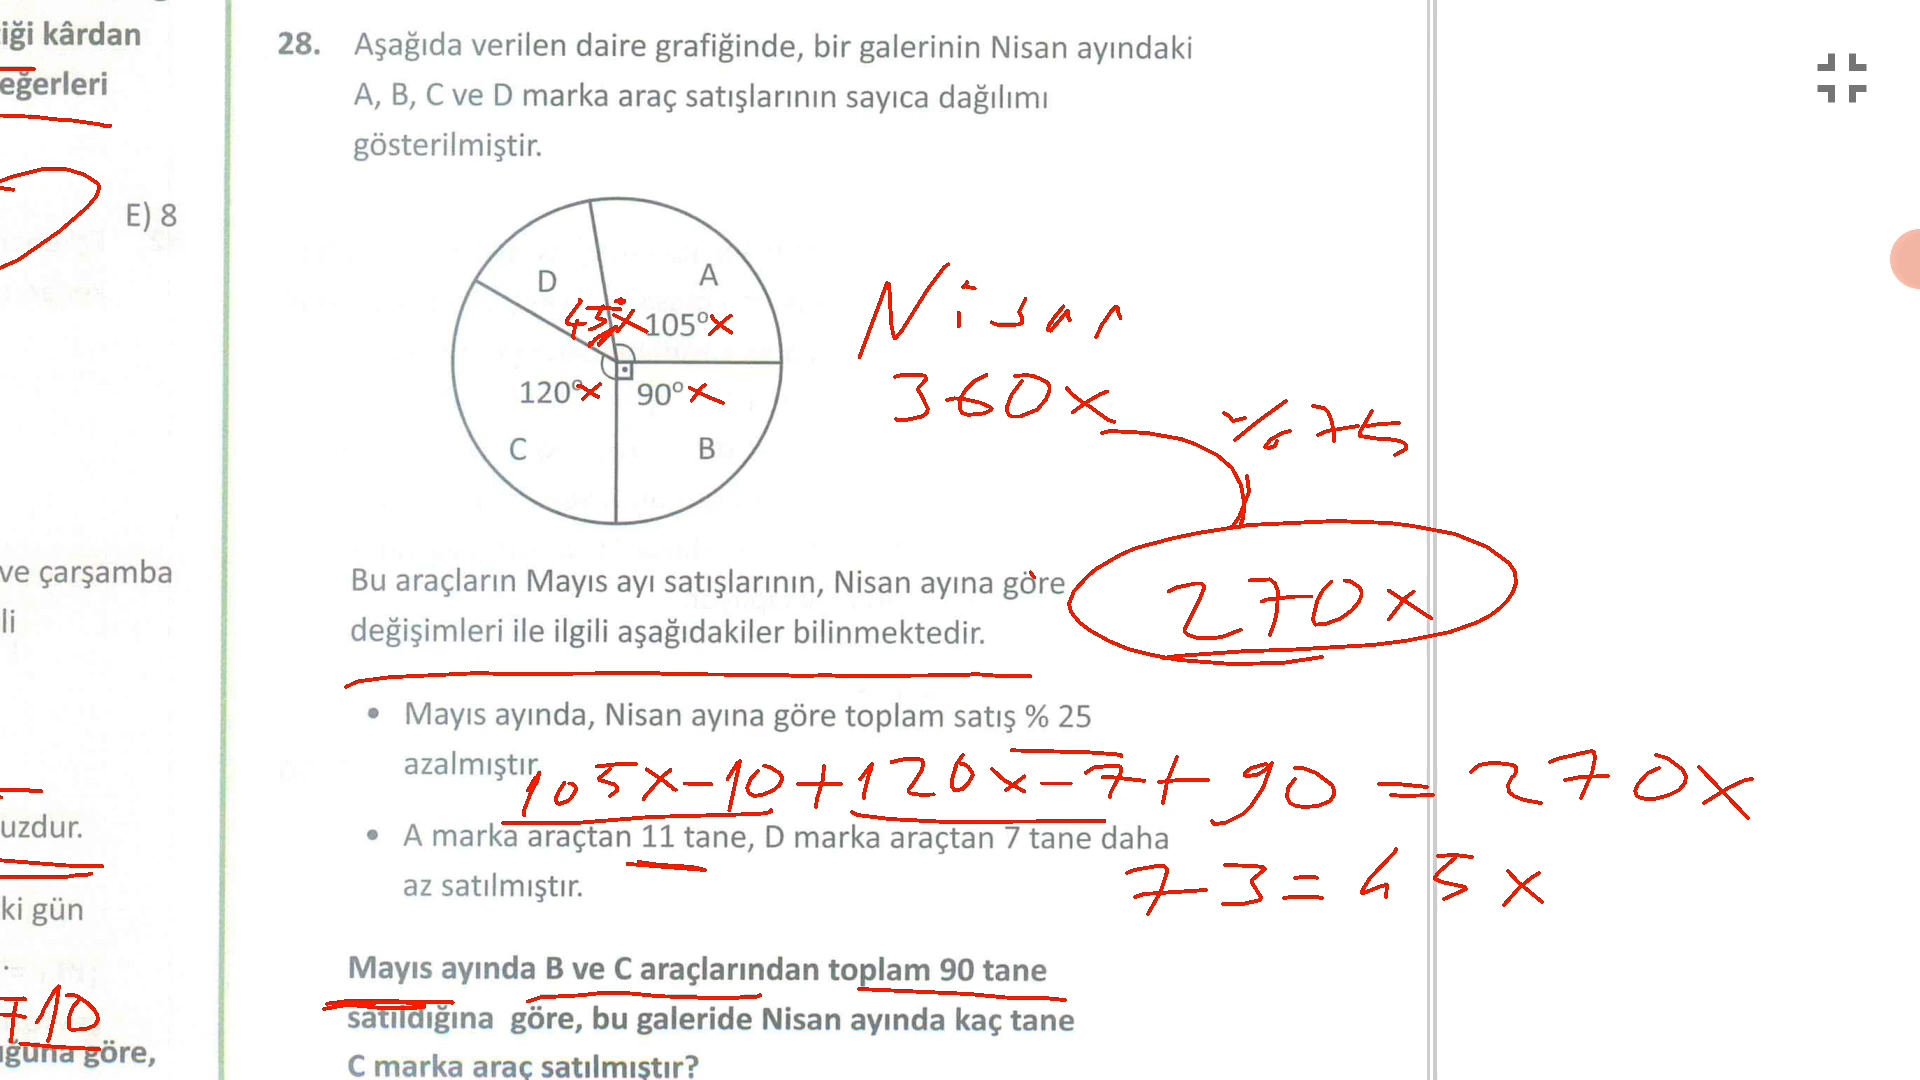 iği kârdan
eğerleri
E) 8
ve çarşamba
li
uzdur.
ki gün
710
uğuna göre,
28. Aşağıda verilen daire grafiğinde, bir galerinin Nisan ayındaki
A, B, C ve D marka araç satışlarının sayıca dağılımı
gösterilmiştir.
D
A
45x
105°x
120°x
90°x
C
B
Nisan
360x
%75
270x
Bu araçların Mayıs ayı satışlarının, Nisan ayına göre
değişimleri ile ilgili aşağıdakiler bilinmektedir.
• Mayıs ayında, Nisan ayına göre toplam satış % 25
azalmıştır.
105x-10+120x-7+90=270x
• A marka araçtan 11 tane, D marka araçtan 7 tane daha
az satılmıştır.
73=45x
Mayıs ayında B ve C araçlarından toplam 90 tane
satıldığına göre, bu galeride Nisan ayında kaç tane
C marka araç satılmıştır?